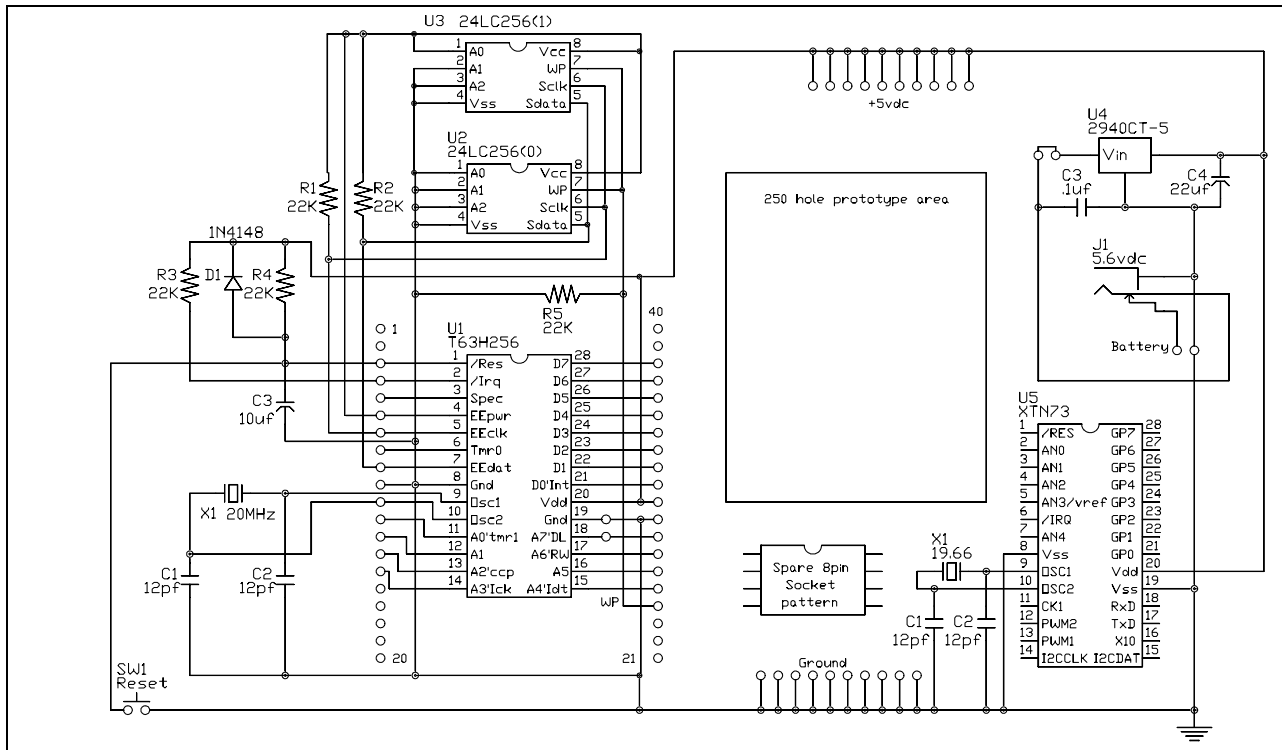 U3 24LC256(1)
1 A0 Vcc 8
2 A1 WP 7
3 A2 Sclk 6
4 Vss Sdata 5
U2
24LC256(0)
1 A0 Vcc 8
2 A1 WP 7
3 A2 Sclk 6
4 Vss Sdata 5
R1
22K
R2
22K
1N4148
R3
22K
D1
R4
22K
R5
22K
C3
10uf
X1 20MHz
C1
12pf
C2
12pf
SW1
Reset
1
20
40
21
WP
U1
T63H256
1 /Res D7 28
2 /Irq D6 27
3 Spec D5 26
4 EEpwr D4 25
5 EEclk D3 24
6 Tmr0 D2 23
7 EEdat D1 22
8 Gnd D0'Int 21
9 Osc1 Vdd 20
10 Osc2 Gnd 19
11 A0'tmr1 A7'DL 18
12 A1 A6'RW 17
13 A2'ccp A5 16
14 A3'Ick A4'Idt 15
+5vdc
250 hole prototype area
Spare 8pin
Socket
pattern
Ground
U4
2940CT-5
Vin
C3
.1uf
C4
22uf
J1
5.6vdc
Battery
X1
19.66
C1
12pf
C2
12pf
U5
XTN73
1 /RES GP7 28
2 AN0 GP6 27
3 AN1 GP5 26
4 AN2 GP4 25
5 AN3/vref GP3 24
6 /IRQ GP2 23
7 AN4 GP1 22
8 Vss GP0 21
9 OSC1 Vdd 20
10 OSC2 Vss 19
11 CK1 RxD 18
12 PWM2 TxD 17
13 PWM1 X10 16
14 I2CCLK I2CDAT 15